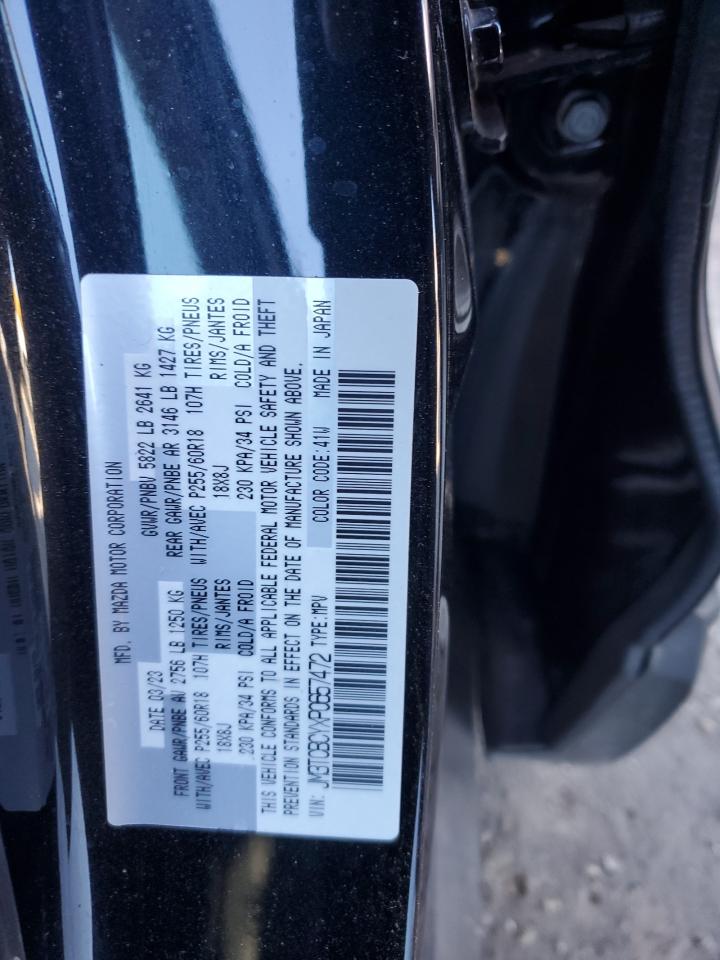 MFD. BY MAZDA MOTOR CORPORATION
DATE 03/23 GVWR/PNBV 5822 LB 2641 KG
FRONT GAWR/PNBE AV 2756 LB 1250 KG REAR GAWR/PNBE AR 3146 LB 1427 KG
WITH/AVEC P255/60R18 107H TIRES/PNEUS WITH/AVEC P255/60R18 107H TIRES/PNEUS
18X8J RIMS/JANTES 18X8J RIMS/JANTES
230 KPA/34 PSI COLD/A FROID 230 KPA/34 PSI COLD/A FROID
THIS VEHICLE CONFORMS TO ALL APPLICABLE FEDERAL MOTOR VEHICLE SAFETY AND THEFT
PREVENTION STANDARDS IN EFFECT ON THE DATE OF MANUFACTURE SHOWN ABOVE.
VIN: JM3TCBCYXP0657472 TYPE:MPV COLOR CODE:41W MADE IN JAPAN